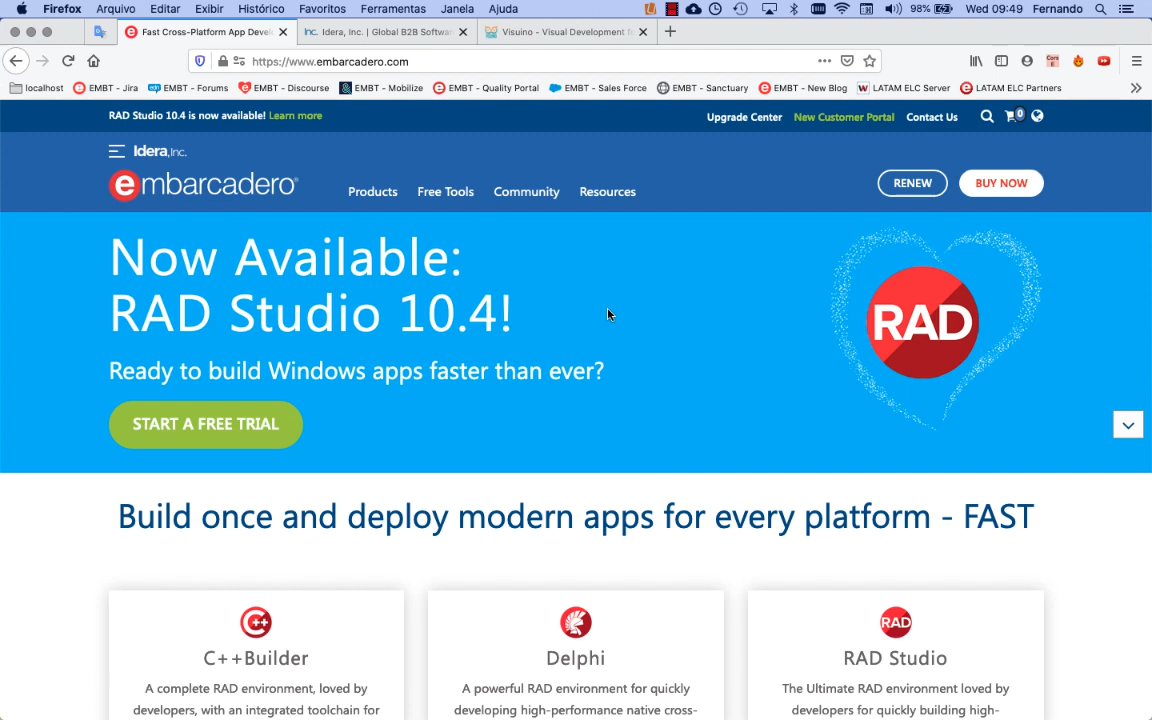 Firefox Arquivo Editar Exibir Histórico Favoritos Ferramentas Janela Ajuda 98% Wed 09:49 Fernando
Fast Cross-Platform App Devel Inc. Idera, Inc. | Global B2B Softwar Visuino - Visual Development f
https://www.embarcadero.com
localhost EMBT - Jira EMBT - Forums EMBT - Discourse EMBT - Mobilize EMBT - Quality Portal EMBT - Sales Force EMBT - Sanctuary EMBT - New Blog LATAM ELC Server LATAM ELC Partners
RAD Studio 10.4 is now available! Learn more Upgrade Center New Customer Portal Contact Us 0
Idera, Inc.
embarcadero® Products Free Tools Community Resources RENEW BUY NOW
Now Available:
RAD Studio 10.4!
RAD
Ready to build Windows apps faster than ever?
START A FREE TRIAL
Build once and deploy modern apps for every platform - FAST
C++ RAD
C++Builder Delphi RAD Studio
A complete RAD environment, loved by A powerful RAD environment for quickly The Ultimate RAD environment loved by
developers, with an integrated toolchain for developing high-performance native cross- developers for quickly building high-